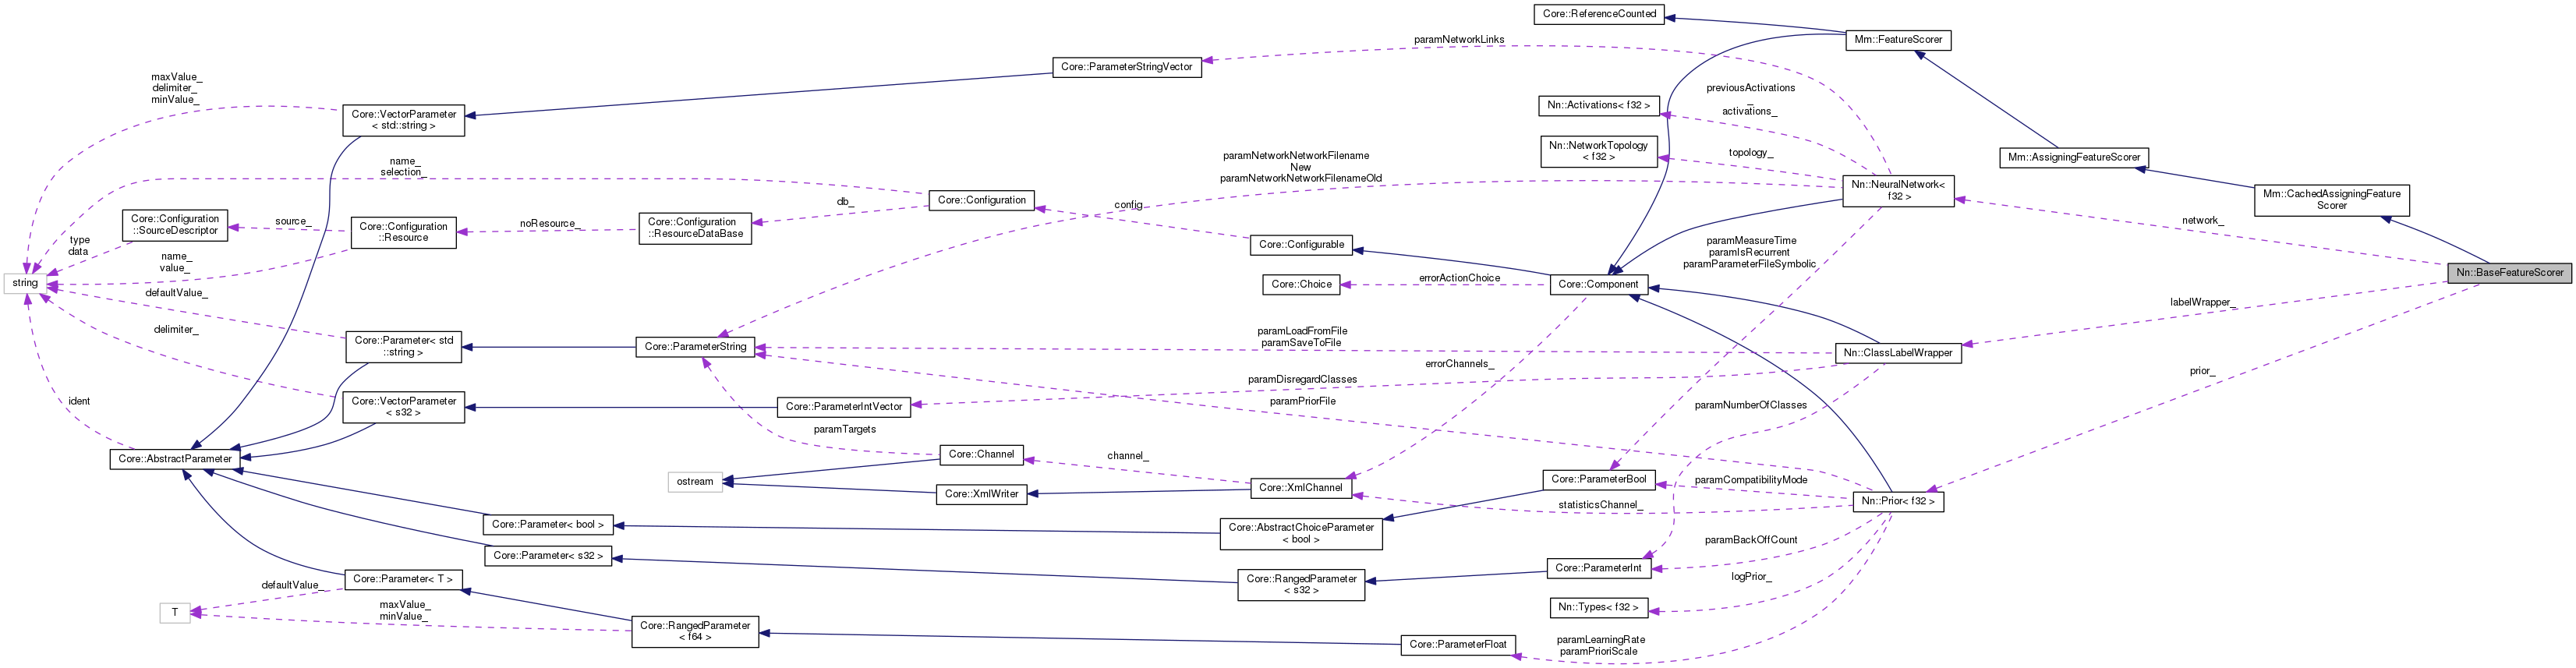 Core::ReferenceCounted
Mm::FeatureScorer
paramNetworkLinks
Core::ParameterStringVector
maxValue_
delimiter_
minValue_
Core::VectorParameter
< std::string >
Nn::Activations< f32 >
previousActivations
_
activations_
Nn::NetworkTopology
< f32 >
topology_
Mm::AssigningFeatureScorer
name_
selection_
paramNetworkNetworkFilename
New
paramNetworkNetworkFilenameOld
Nn::NeuralNetwork<
f32 >
Mm::CachedAssigningFeature
Scorer
Core::Configuration
db_
config
network_
Core::Configuration
::SourceDescriptor
source_
Core::Configuration
::Resource
noResource_
Core::Configuration
::ResourceDataBase
Core::Configurable
type
data
name_
value_
paramMeasureTime
paramIsRecurrent
paramParameterFileSymbolic
Nn::BaseFeatureScorer
string
defaultValue_
Core::Choice
errorActionChoice
Core::Component
labelWrapper_
delimiter_
Core::Parameter< std
::string >
Core::ParameterString
paramLoadFromFile
paramSaveToFile
Nn::ClassLabelWrapper
errorChannels_
prior_
ident
Core::VectorParameter
< s32 >
Core::ParameterIntVector
paramDisregardClasses
paramPriorFile
paramNumberOfClasses
paramTargets
Core::AbstractParameter
Core::Channel
channel_
ostream
Core::XmlWriter
Core::XmlChannel
Core::ParameterBool
paramCompatibilityMode
statisticsChannel_
Nn::Prior< f32 >
Core::Parameter< bool >
Core::AbstractChoiceParameter
< bool >
paramBackOffCount
Core::Parameter< s32 >
Core::RangedParameter
< s32 >
Core::ParameterInt
Core::Parameter< T >
defaultValue_
logPrior_
T
maxValue_
minValue_
Nn::Types< f32 >
Core::RangedParameter
< f64 >
Core::ParameterFloat
paramLearningRate
paramPrioriScale